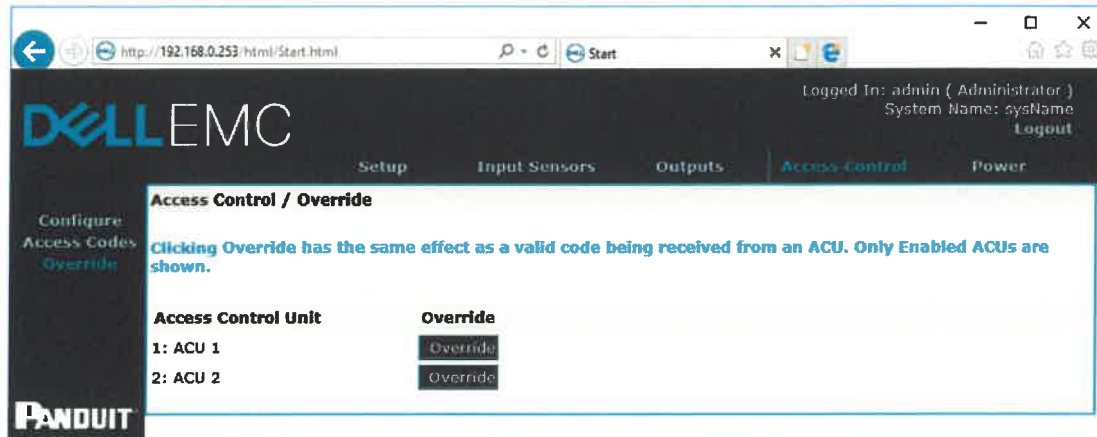 http://192.168.0.253/html/Start.html
Start
Logged In: admin ( Administrator )
System Name: sysName
Logout
DELLEMC
Setup Input Sensors Outputs Access Control Power
Configure
Access Codes
Override
Access Control / Override
Clicking Override has the same effect as a valid code being received from an ACU. Only Enabled ACUs are
shown.
Access Control Unit Override
1: ACU 1 Override
2: ACU 2 Override
PANDUIT